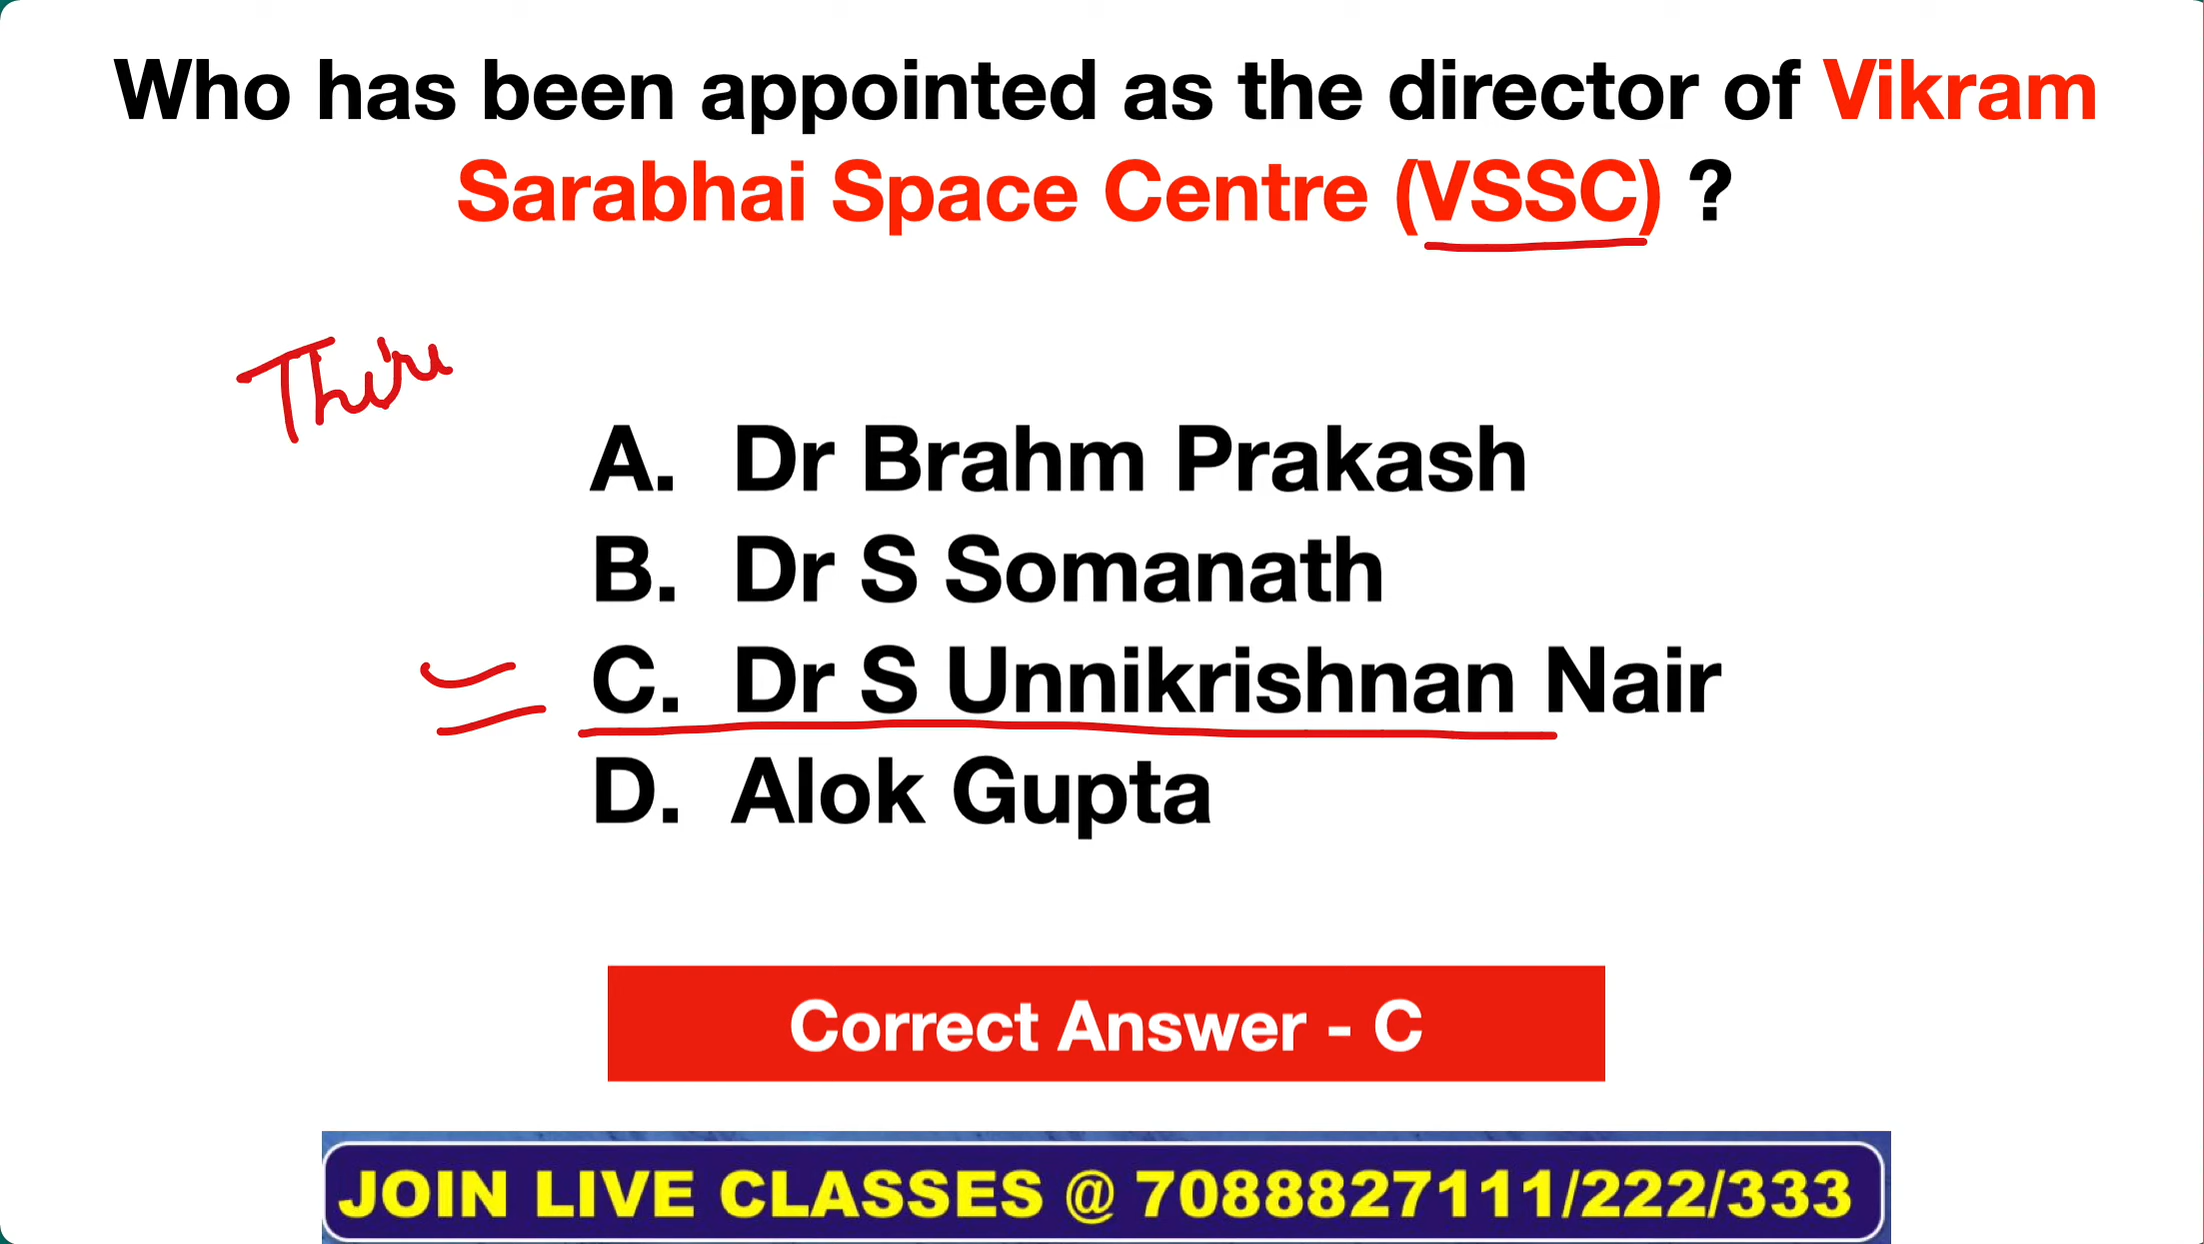 Who has been appointed as the director of Vikram
Sarabhai Space Centre (VSSC) ?
Thiru
A. Dr Brahm Prakash
B. Dr S Somanath
C. Dr S Unnikrishnan Nair
D. Alok Gupta
Correct Answer - C
JOIN LIVE CLASSES @ 7088827111/222/333